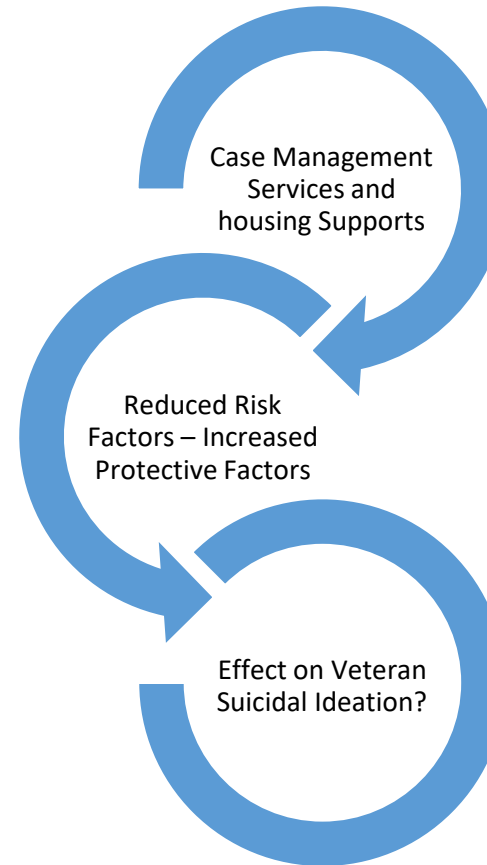 Case Management
Services and
housing Supports
Reduced Risk
Factors – Increased
Protective Factors
Effect on Veteran
Suicidal Ideation?